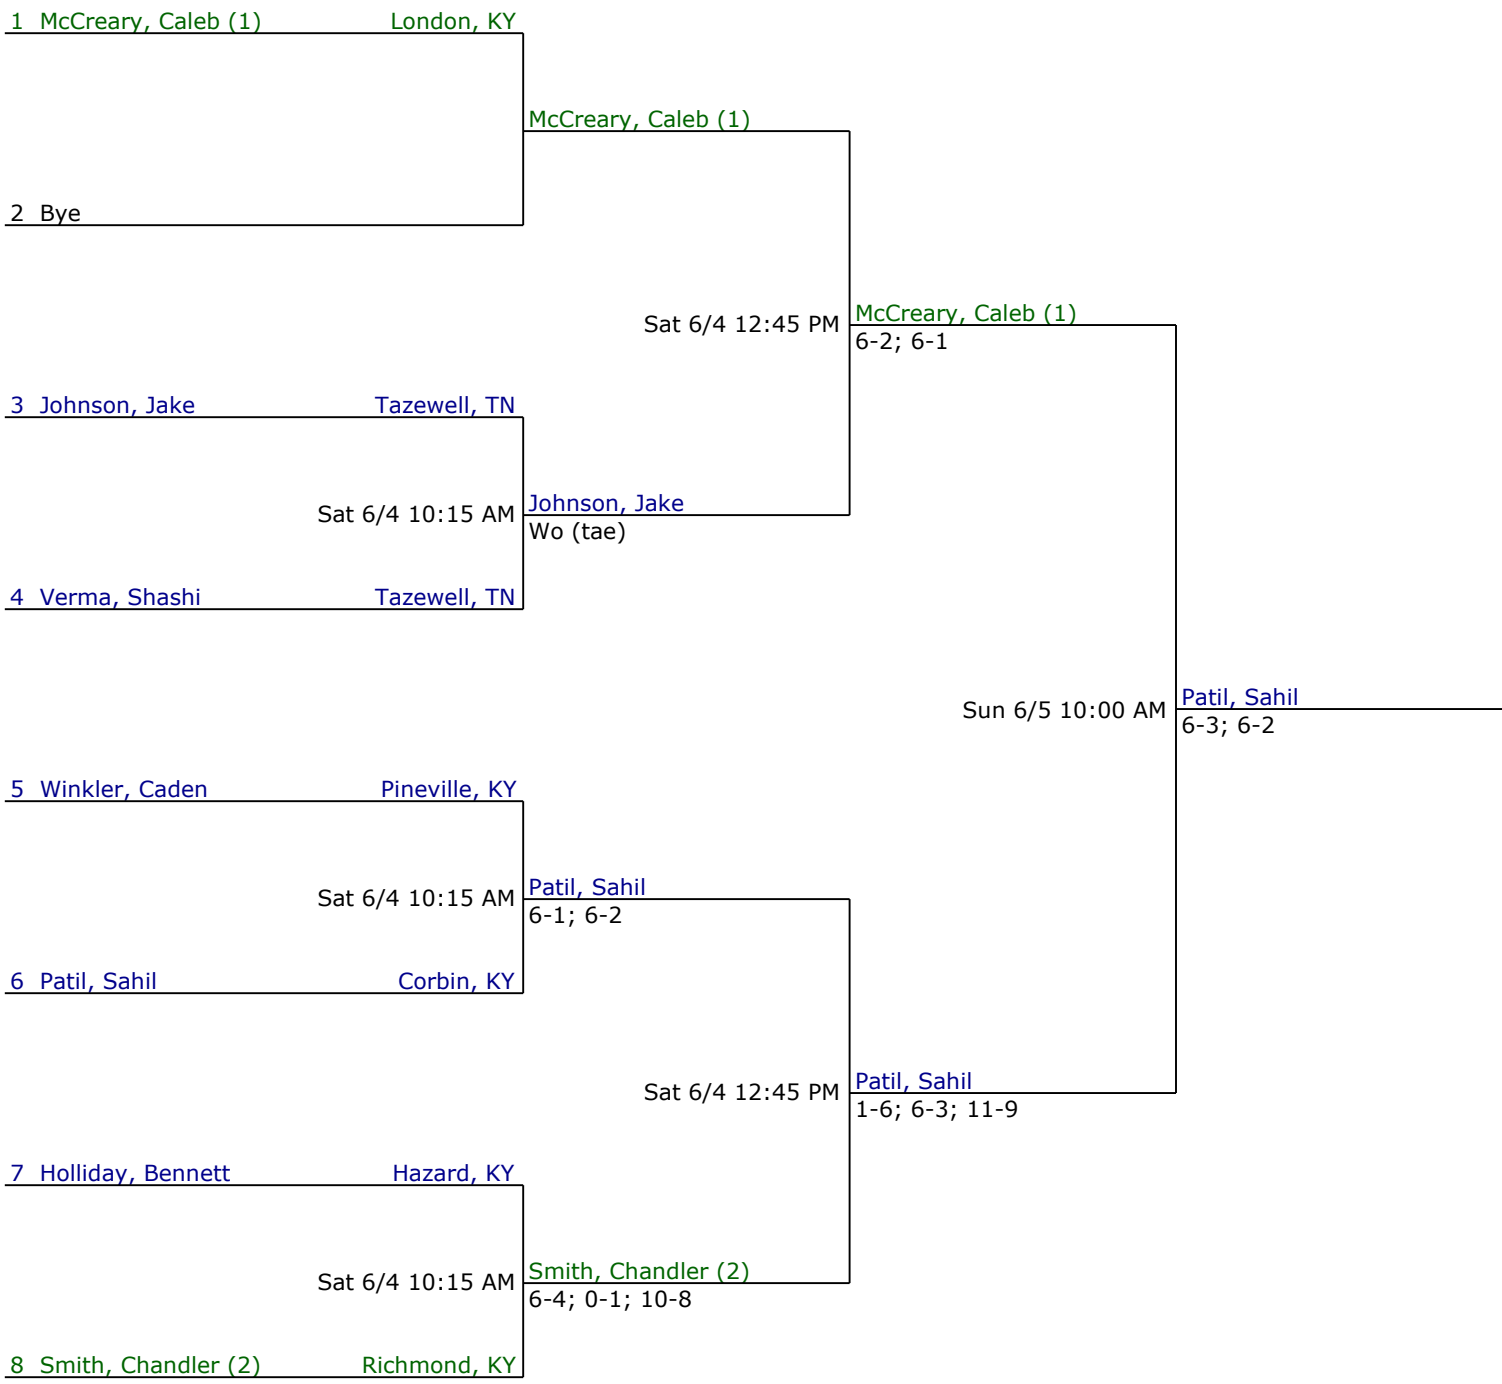 1 McCreary, Caleb (1) London, KY
McCreary, Caleb (1)
2 Bye
Sat 6/4 12:45 PM
McCreary, Caleb (1)
6-2; 6-1
3 Johnson, Jake Tazewell, TN
Sat 6/4 10:15 AM
Johnson, Jake
Wo (tae)
4 Verma, Shashi Tazewell, TN
Sun 6/5 10:00 AM
Patil, Sahil
6-3; 6-2
5 Winkler, Caden Pineville, KY
Sat 6/4 10:15 AM
Patil, Sahil
6-1; 6-2
6 Patil, Sahil Corbin, KY
Sat 6/4 12:45 PM
Patil, Sahil
1-6; 6-3; 11-9
7 Holliday, Bennett Hazard, KY
Sat 6/4 10:15 AM
Smith, Chandler (2)
6-4; 0-1; 10-8
8 Smith, Chandler (2) Richmond, KY